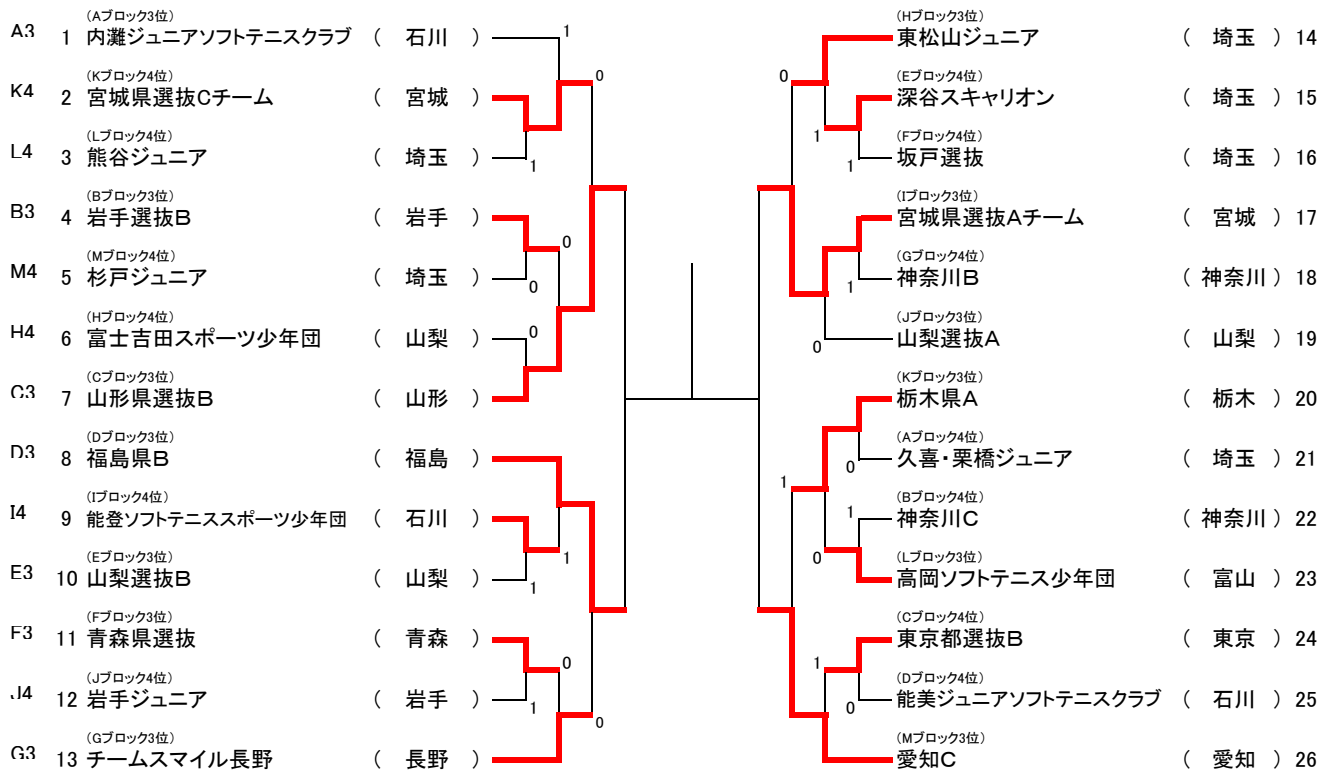 (Aブロック3位)
A3 1 内灘ジュニアソフトテニスクラブ ( 石川 ) 1
(Kブロック4位) 0
K4 2 宮城県選抜Cチーム ( 宮城 )
(Lブロック4位)
L4 3 熊谷ジュニア ( 埼玉 ) 1
(Bブロック3位)
B3 4 岩手選抜B ( 岩手 )
(Mブロック4位) 0
M4 5 杉戸ジュニア ( 埼玉 ) 0
(Hブロック4位)
H4 6 富士吉田スポーツ少年団 ( 山梨 ) 0
(Cブロック3位)
C3 7 山形県選抜B ( 山形 )
(Dブロック3位)
D3 8 福島県B ( 福島 )
(Iブロック4位)
I4 9 能登ソフトテニススポーツ少年団 ( 石川 )
(Eブロック3位) 1
E3 10 山梨選抜B ( 山梨 ) 1
(Fブロック3位)
F3 11 青森県選抜 ( 青森 )
(Jブロック4位) 0
J4 12 岩手ジュニア ( 岩手 ) 1
(Gブロック3位) 0
G3 13 チームスマイル長野 ( 長野 )
(Hブロック3位)
東松山ジュニア ( 埼玉 ) 14
0 (Eブロック4位)
深谷スキャリオン ( 埼玉 ) 15
1 (Fブロック4位)
1 坂戸選抜 ( 埼玉 ) 16
(Iブロック3位)
宮城県選抜Aチーム ( 宮城 ) 17
(Gブロック4位)
1 神奈川B ( 神奈川 ) 18
(Jブロック3位)
0 山梨選抜A ( 山梨 ) 19
(Kブロック3位)
栃木県A ( 栃木 ) 20
(Aブロック4位)
0 久喜・栗橋ジュニア ( 埼玉 ) 21
1 (Bブロック4位)
1 神奈川C ( 神奈川 ) 22
(Lブロック3位)
0 高岡ソフトテニス少年団 ( 富山 ) 23
(Cブロック3位)
東京都選抜B ( 東京 ) 24
1 (Dブロック4位)
0 能美ジュニアソフトテニスクラブ ( 石川 ) 25
(Mブロック3位)
愛知C ( 愛知 ) 26